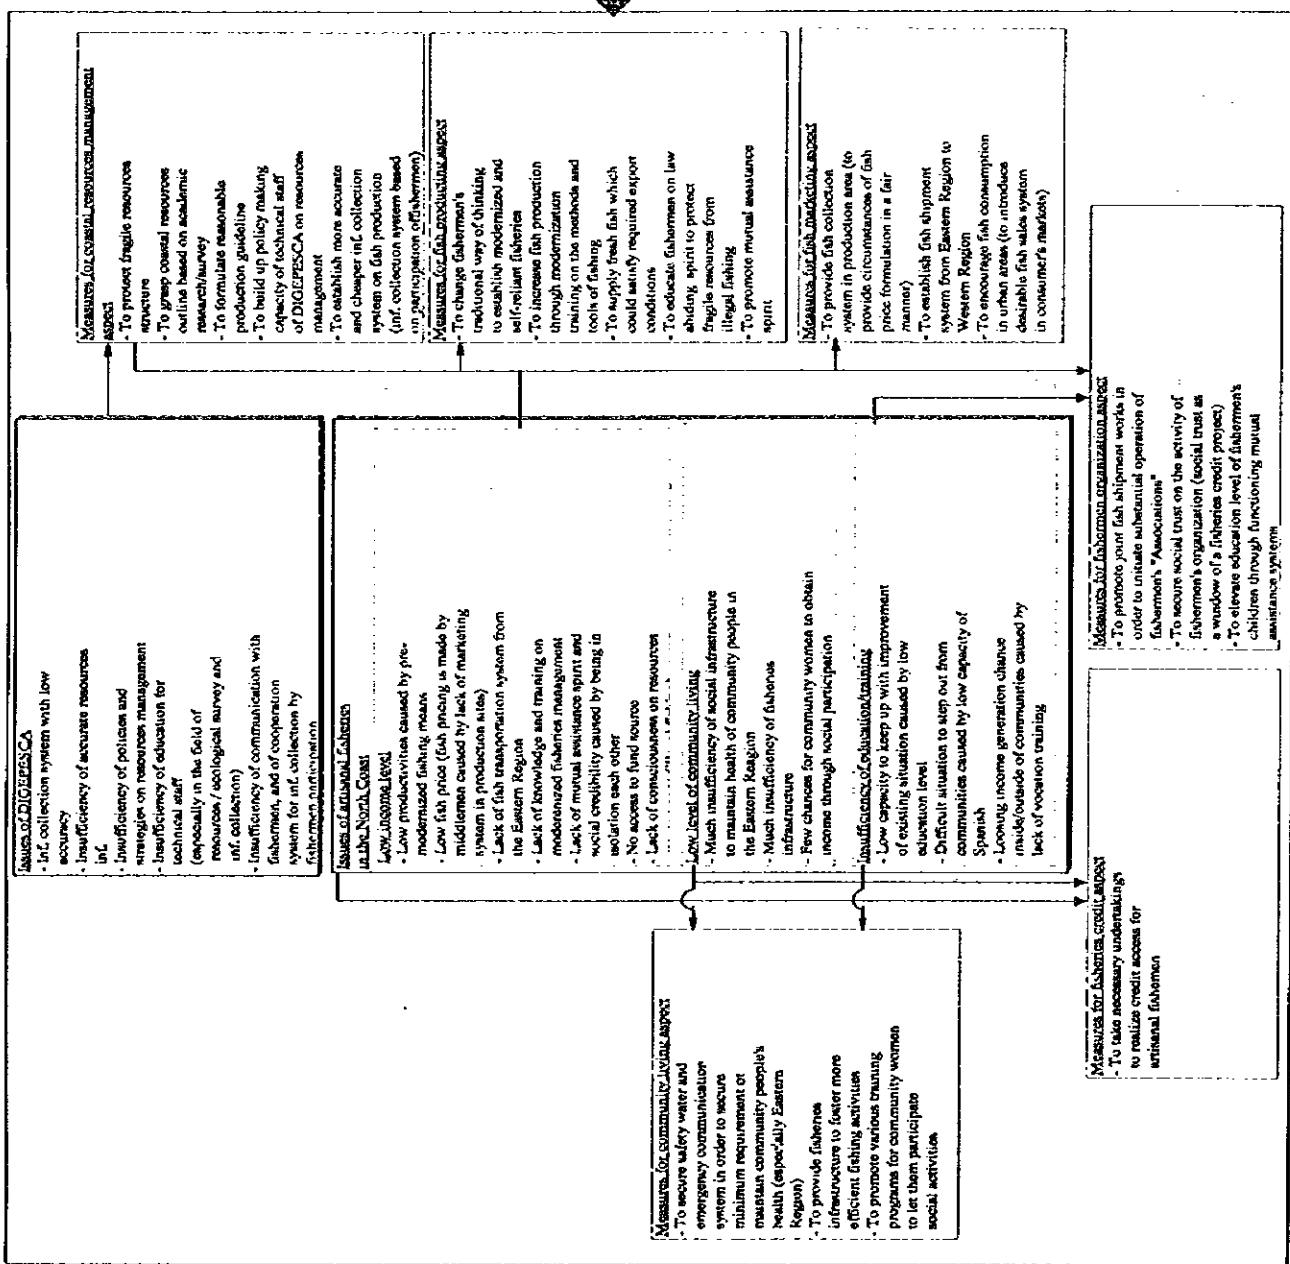 Issues of DIGEPESCA
- Inf. collection system with low
accuracy
- Insufficiency of accurate resources
inf.
- Insufficiency of policies and
strategies on resources management
- Insufficiency of education for
technical staff
(especially in the field of
resources / ecological survey and
inf. collection)
- Insufficiency of communication with
fishermen, and of cooperation
system for inf. collection by
fishermen participation
Measures for coastal resources management
aspect
- To protect fragile resources
structure
- To grasp coastal resources
outline based on academic
research/survey
- To formulate reasonable
production guideline
- To build up policy making
capacity of technical staff
of DIGEPESCA on resources
management
- To establish more accurate
and cheaper inf. collection
system on fish production
(inf. collection system based
on participation offishermen)
Measures for community living aspect
- To secure safety water and
emergency communication
system in order to secure
minimum requirement or
maintain community people's
health (especially Eastern
Region)
- To provide fisheries
infrastructure to foster more
efficient fishing activities
- To promote various training
programs for community women
to let them participate
social activities
Issues of artisanal fisheries
in the North Coast
Low income level
- Low productivities caused by pre-
modernized fishing means
- Low fish price (fish pricing is made by
middlemen caused by lack of marketing
system in production sites)
- Lack of fish transportation system from
the Eastern Region
- Lack of knowledge and training on
modernized fisheries management
- Lack of mutual assistance spirit and
social credibility caused by being in
isolation each other
- No access to fund source
- Lack of consciousness on resources
Low level of community living
- Much insufficiency of social infrastructure
to maintain health of community people in
the Eastern Reagion
- Much insufficiency of fisheries
infrastructure
- Few chances for community women to obtain
income through social participation
Insufficiency of education/training
- Low capacity to keep up with improvement
of existing situation caused by low
education level
- Difficult situation to step out from
communities caused by low capacity of
Spanish
- Loosing income generation chance
inside/outside of communities caused by
lack of vocation training
Measures for fish producting aspect
- To change fishermen's
traditional way of thinking
to establish modernized and
self-reliant fisheries
- To increase fish production
through modernization
training on the methods and
tools of fishing
- To supply fresh fish which
could satisfy required export
conditions
- To educate fishermen on law
abiding spirit to protect
fragile resources from
illegal fishing
- To promote mutual assistance
spirit
Measures for fish marketing aspect
- To provide fish collection
system in production area (to
provide circumstances of fish
price formulation in a fair
manner)
- To establish fish shipment
system from Eastern Region to
Western Region
- To encourage fish consumption
in urban areas (to introduce
desirable fish sales system
in consumer's markets)
Measures for fisheries credit aspect
- To take necessary undertakings
to realize credit access for
artisanal fishermen
Measures for fishermen organization aspect
- To promote joint fish shipment works in
order to initiate substantial operation of
fishermen's "Associations"
- To secure social trust on the activity of
fishermen's organization (social trust as
a window of a fisheries credit project)
- To elevate education level of fishermen's
children through functioning mutual
assistance systems